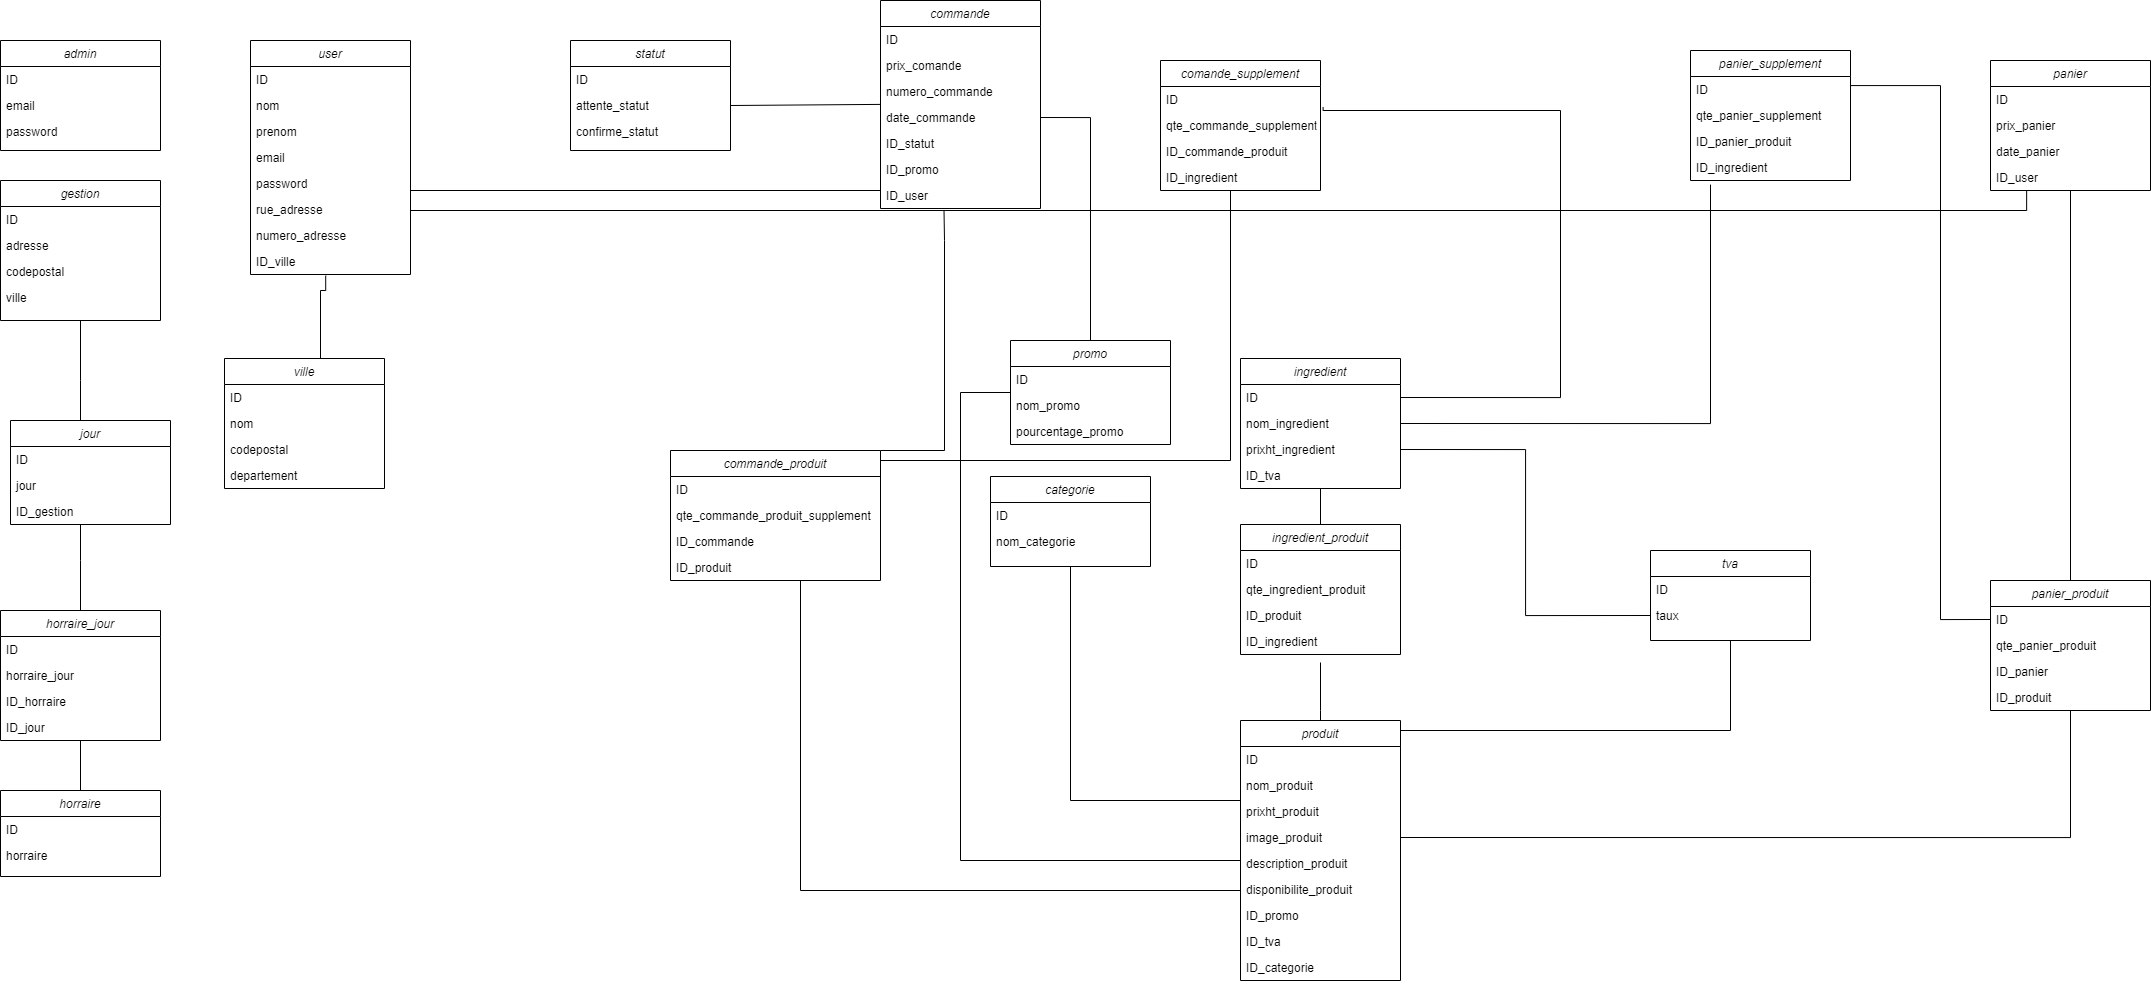 admin
ID
email
password
gestion
ID
adresse
codepostal
ville
jour
ID
jour
ID_gestion
horraire_jour
ID
horraire_jour
ID_horraire
ID_jour
horraire
ID
horraire
user
ID
nom
prenom
email
password
rue_adresse
numero_adresse
ID_ville
ville
ID
nom
codepostal
departement
statut
ID
attente_statut
confirme_statut
commande
ID
prix_comande
numero_commande
date_commande
ID_statut
ID_promo
ID_user
commande_produit
ID
qte_commande_produit_supplement
ID_commande
ID_produit
promo
ID
nom_promo
pourcentage_promo
categorie
ID
nom_categorie
comande_supplement
ID
qte_commande_supplement
ID_commande_produit
ID_ingredient
ingredient
ID
nom_ingredient
prixht_ingredient
ID_tva
ingredient_produit
ID
qte_ingredient_produit
ID_produit
ID_ingredient
produit
ID
nom_produit
prixht_produit
image_produit
description_produit
disponibilite_produit
ID_promo
ID_tva
ID_categorie
panier_supplement
ID
qte_panier_supplement
ID_panier_produit
ID_ingredient
tva
ID
taux
panier
ID
prix_panier
date_panier
ID_user
panier_produit
ID
qte_panier_produit
ID_panier
ID_produit